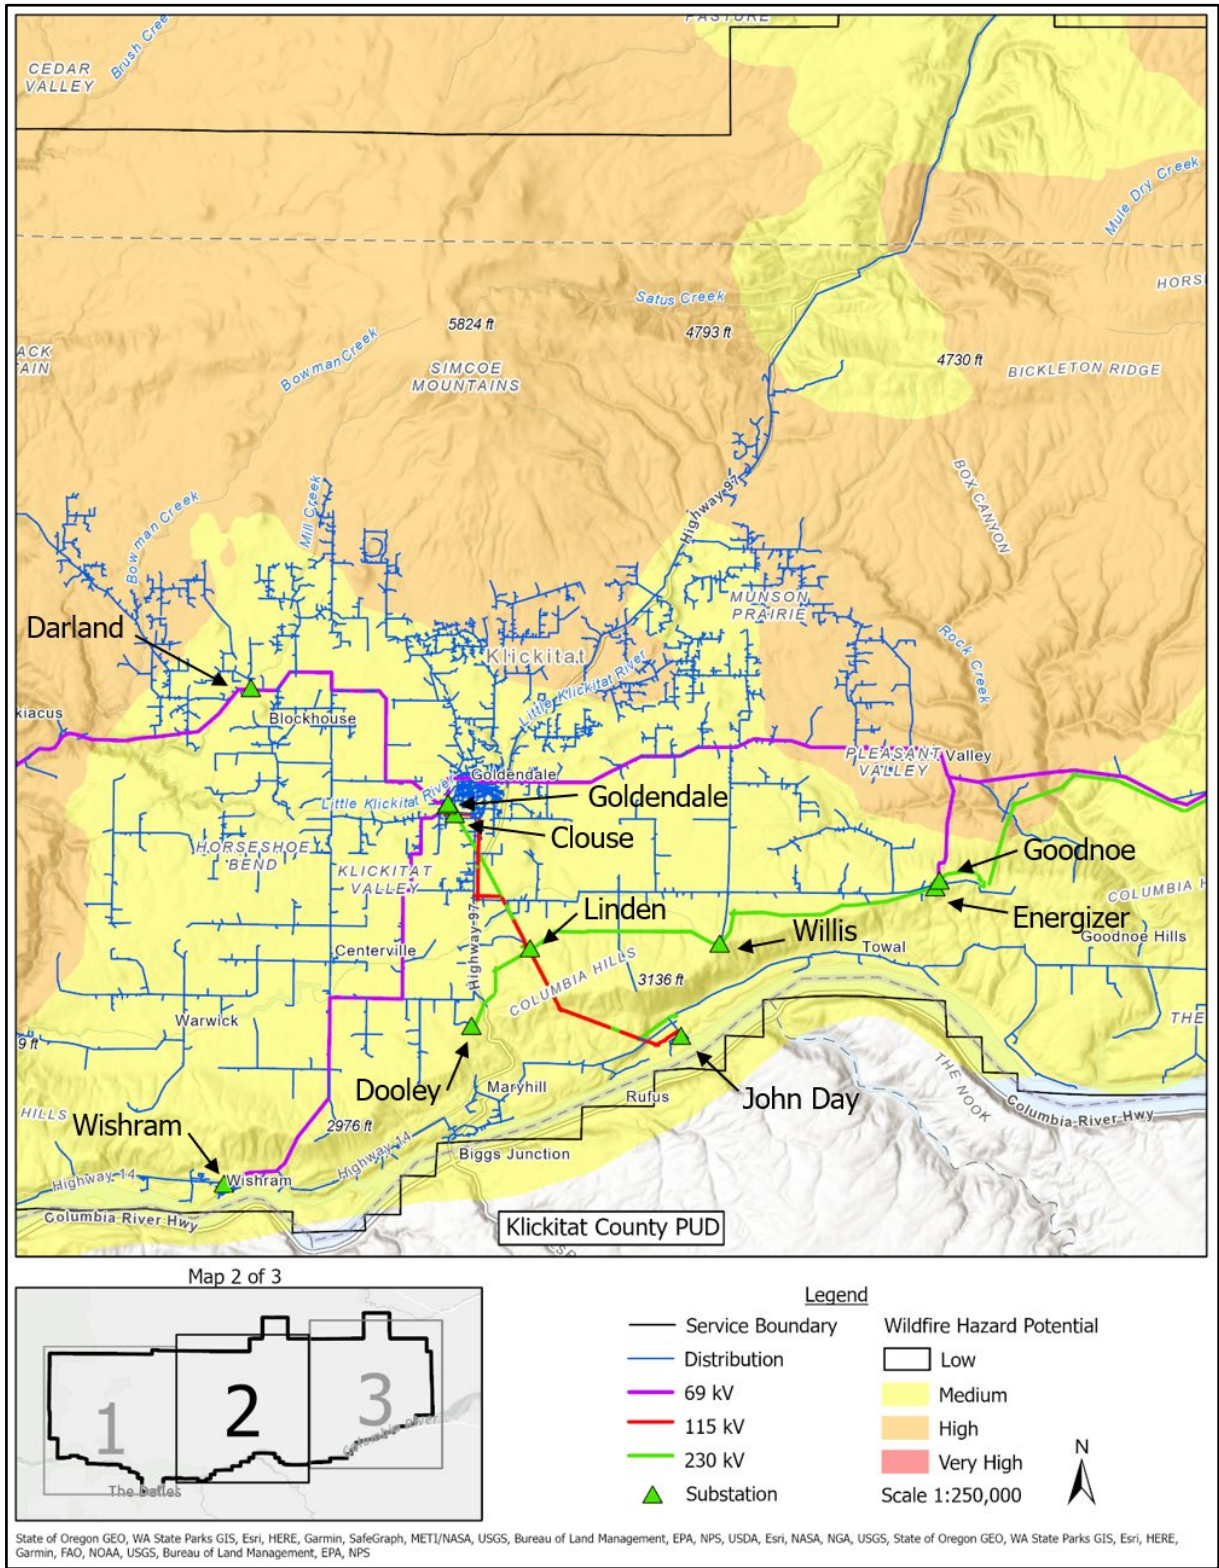 PASTURE
CEDAR
VALLEY
Brush Cree
Mule Dry Creek
HORS
Satus Creek
5824 ft
4793 ft
4730 ft
BICKLETON RIDGE
Bowman Creek
SIMCOE
MOUNTAINS
ACK
TAIN
BOX CANYON
Highway 97
Mill Creek
Bowman Creek
MUNSON
PRAIRIE
Rock Creek
Darland
Klickitat
Little Klickitat River
kiacus
Blockhouse
PLEASANT
VALLEY
Valley
Goldendale
Little Klickitat River
Goldendale
Clouse
HORSESHOE
BEND
KLICKITAT
VALLEY
Goodnoe
COLUMBIA H
Linden
Highway 97
Energizer
Willis
Goodnoe Hills
Centerville
Towal
COLUMBIA HILLS
3136 ft
Warwick
THE
9 ft
THE NOOK
Dooley
Maryhill
John Day
Rufus
Columbia River Hwy
HILLS
Wishram
2976 ft
Highway 14
Biggs Junction
Highway 14
Wishram
Columbia River Hwy
Klickitat County PUD
Map 2 of 3
1
2
3
Columbia River
The Dalles
Legend
Service Boundary
Distribution
69 kV
115 kV
230 kV
Substation
Wildfire Hazard Potential
Low
Medium
High
Very High
Scale 1:250,000
N
State of Oregon GEO, WA State Parks GIS, Esri, HERE, Garmin, SafeGraph, METI/NASA, USGS, Bureau of Land Management, EPA, NPS, USDA, Esri, NASA, NGA, USGS, State of Oregon GEO, WA State Parks GIS, Esri, HERE,
Garmin, FAO, NOAA, USGS, Bureau of Land Management, EPA, NPS